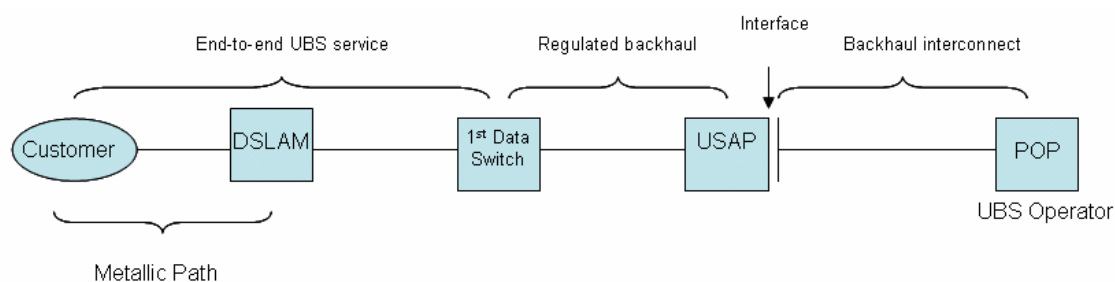 Interface
End-to-end UBS service
Regulated backhaul
Backhaul interconnect
Customer
DSLAM
1st Data
Switch
USAP
POP
UBS Operator
Metallic Path